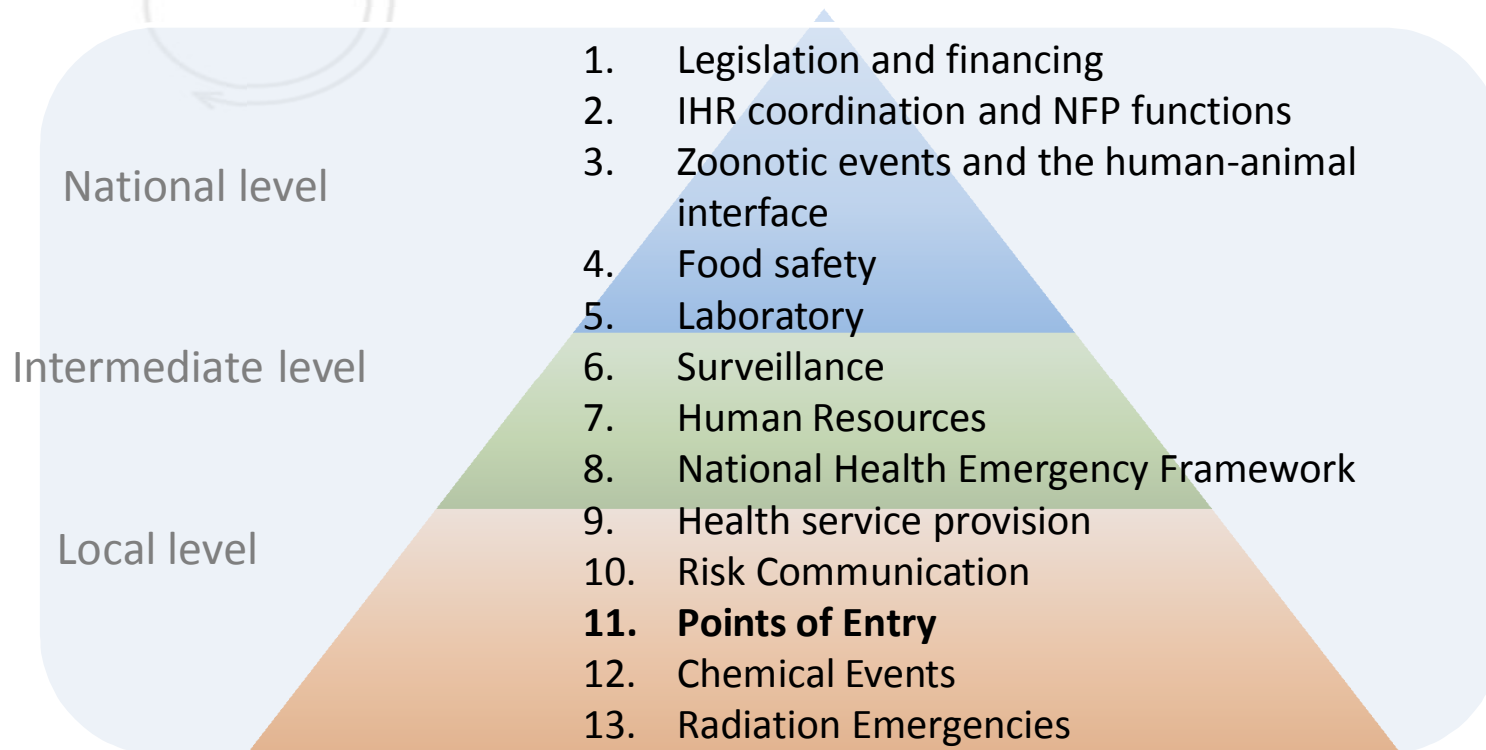 1. Legislation and financing
2. IHR coordination and NFP functions
3. Zoonotic events and the human-animal
interface
National level
4. Food safety
5. Laboratory
Intermediate level
6. Surveillance
7. Human Resources
8. National Health Emergency Framework
9. Health service provision
Local level
10. Risk Communication
11. Points of Entry
12. Chemical Events
13. Radiation Emergencies